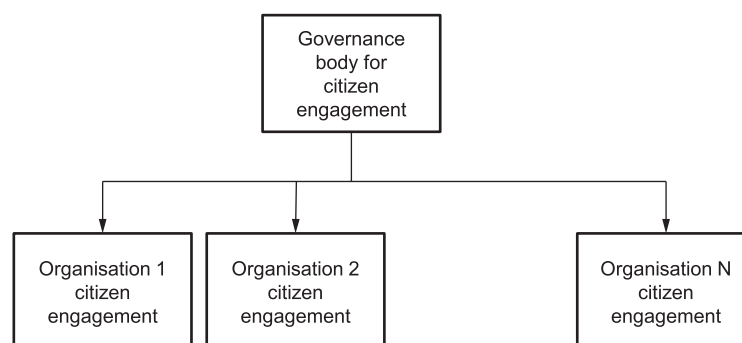 Governance
body for
citizen
engagement
Organisation 1
citizen
engagement
Organisation 2
citizen
engagement
Organisation N
citizen
engagement